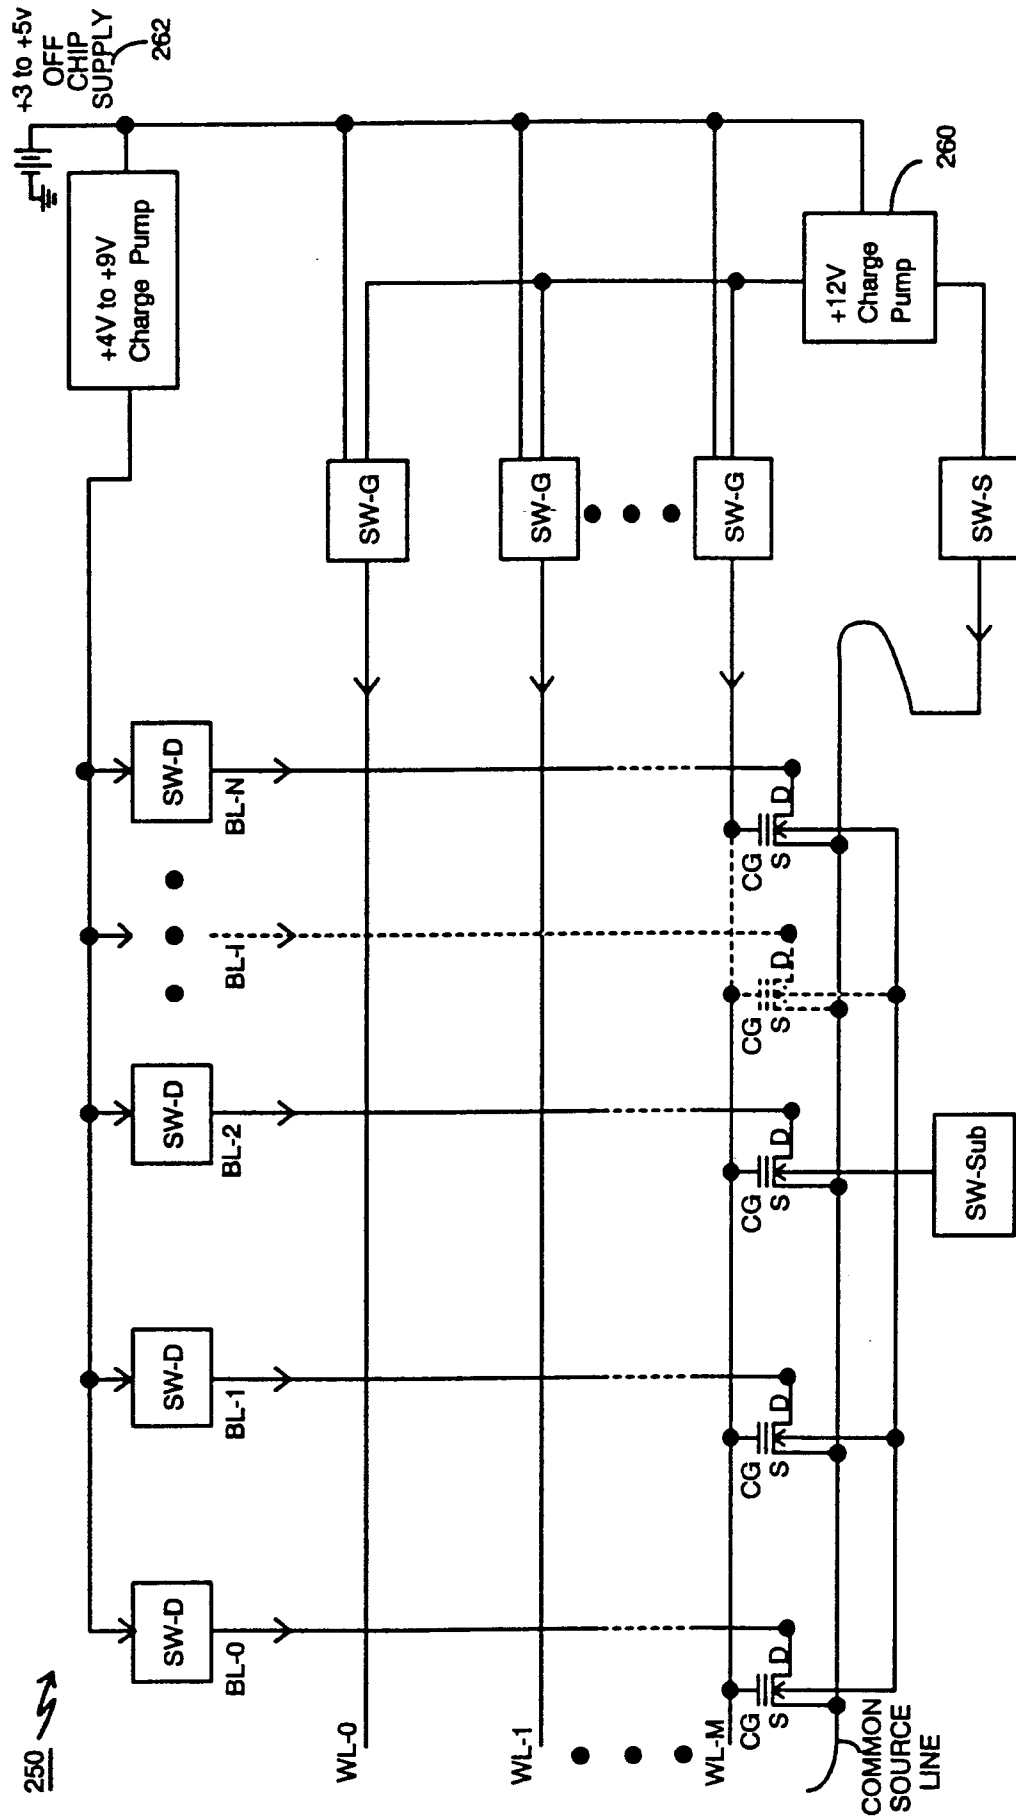 250
+3 to +5v
OFF
CHIP
SUPPLY
262
+4V to +9V
Charge Pump
SW-D
SW-D
SW-D
SW-D
BL-0
BL-1
BL-2
BL-I
BL-N
WL-0
SW-G
WL-1
SW-G
WL-M
SW-G
+12V
Charge
Pump
260
CG
S
D
CG
S
D
CG
S
D
CG
S
D
CG
S
D
COMMON
SOURCE
LINE
SW-Sub
SW-S